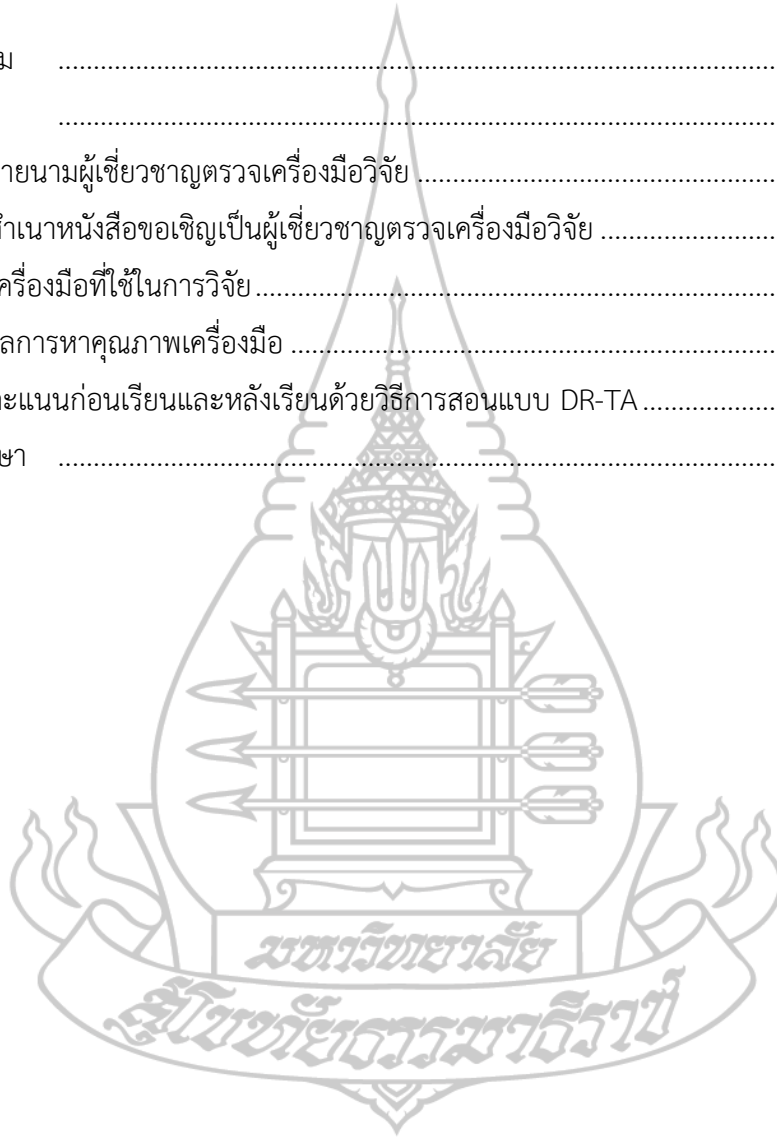 ม ........................................................................................................
........................................................................................................
ายนามผู้เชี่ยวชาญตรวจเครื่องมือวิจัย ...................................................
สำเนาหนังสือขอเชิญเป็นผู้เชี่ยวชาญตรวจเครื่องมือวิจัย .........................
ครื่องมือที่ใช้ในการวิจัย..........................................................................
ลการหาคุณภาพเครื่องมือ .....................................................................
ะแนนก่อนเรียนและหลังเรียนด้วยวิธีการสอนแบบ DR-TA ...................
ษา ........................................................................................................
มหาวิทยาลัย
สุโขทัยธรรมาธิราช